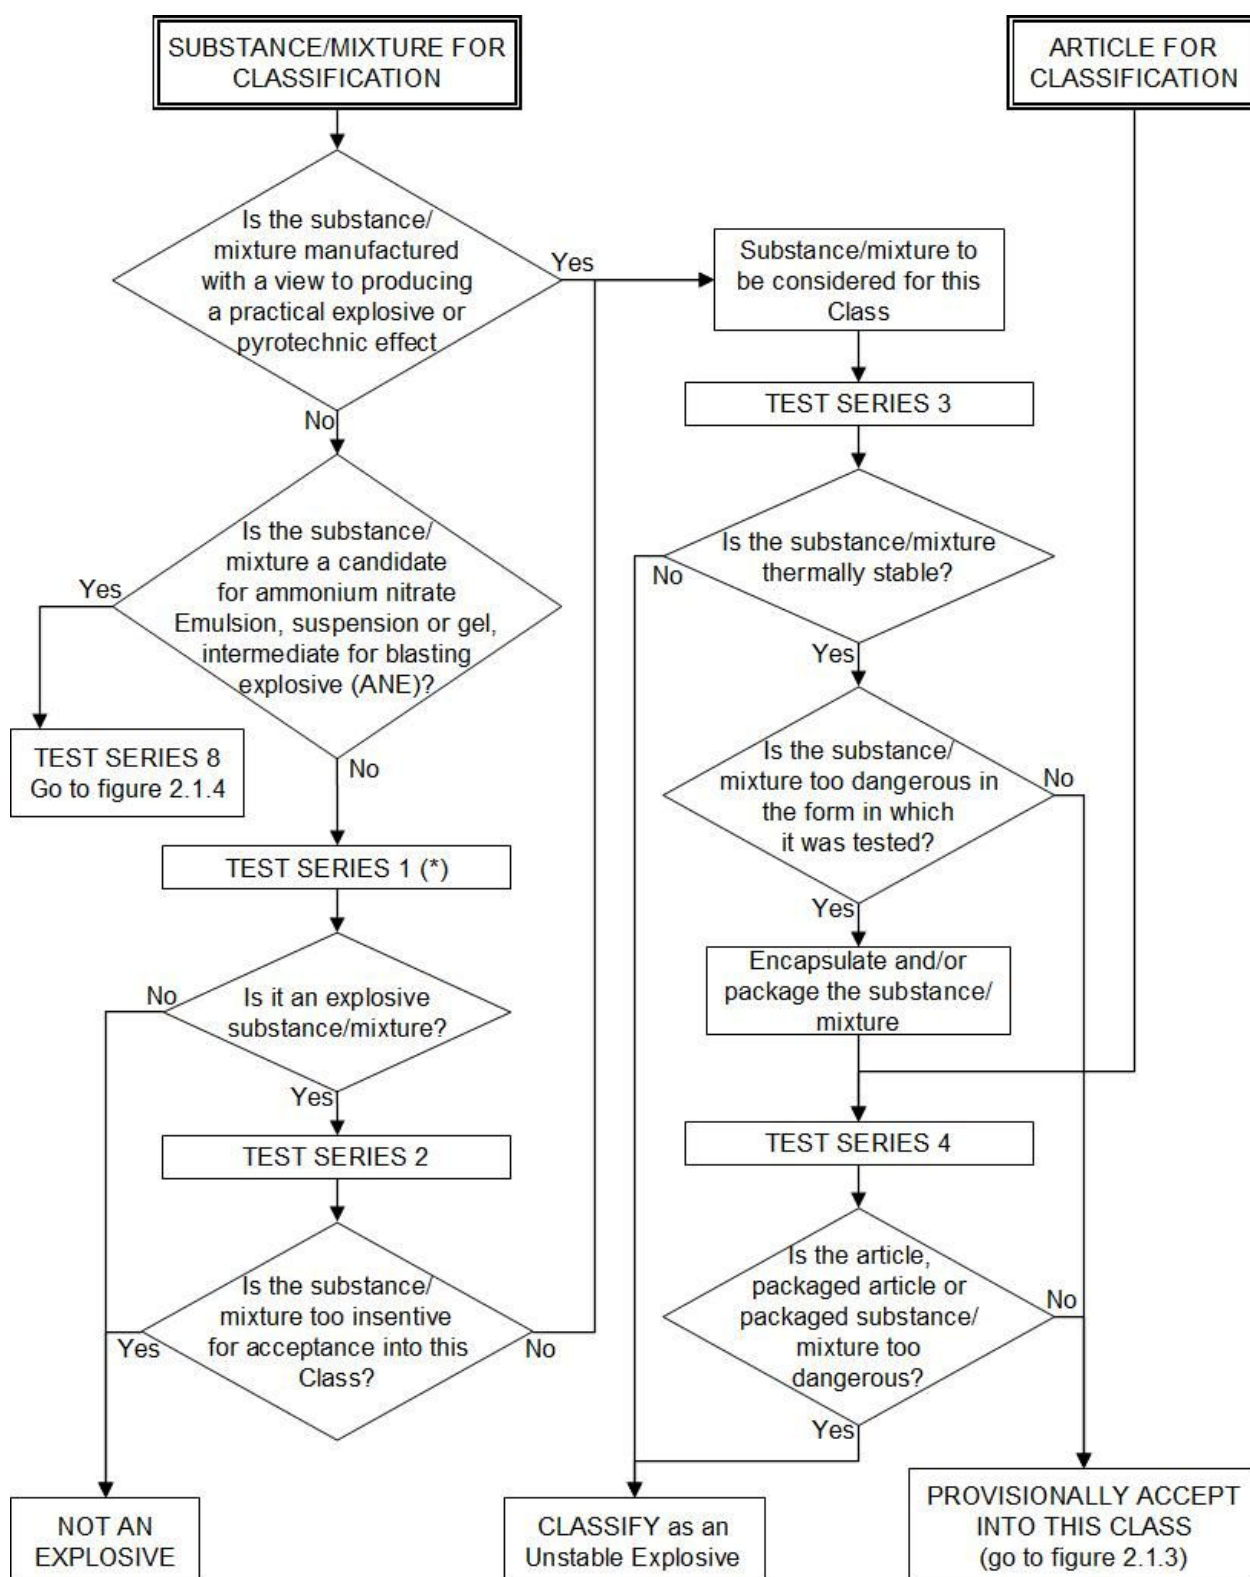 SUBSTANCE/MIXTURE FOR
CLASSIFICATION
ARTICLE FOR
CLASSIFICATION
Is the substance/
mixture manufactured
with a view to producing
a practical explosive or
pyrotechnic effect
Yes
No
Substance/mixture to
be considered for this
Class
TEST SERIES 3
Is the substance/
mixture a candidate
for ammonium nitrate
Emulsion, suspension or gel,
intermediate for blasting
explosive (ANE)?
Yes
No
TEST SERIES 8
Go to figure 2.1.4
Is the substance/mixture
thermally stable?
No
Yes
Is the substance/
mixture too dangerous in
the form in which
it was tested?
No
Yes
TEST SERIES 1 (*)
Is it an explosive
substance/mixture?
No
Yes
Encapsulate and/or
package the substance/
mixture
TEST SERIES 2
TEST SERIES 4
Is the substance/
mixture too insentive
for acceptance into this
Class?
Yes
No
Is the article,
packaged article or
packaged substance/
mixture too
dangerous?
No
Yes
NOT AN
EXPLOSIVE
CLASSIFY as an
Unstable Explosive
PROVISIONALLY ACCEPT
INTO THIS CLASS
(go to figure 2.1.3)